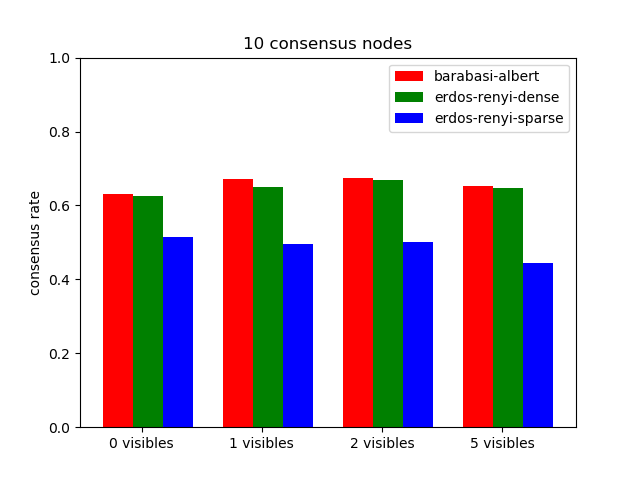 10 consensus nodes
barabasi-albert
erdos-renyi-dense
erdos-renyi-sparse
consensus rate
1.0
0.8
0.6
0.4
0.2
0.0
0 visibles
1 visibles
2 visibles
5 visibles